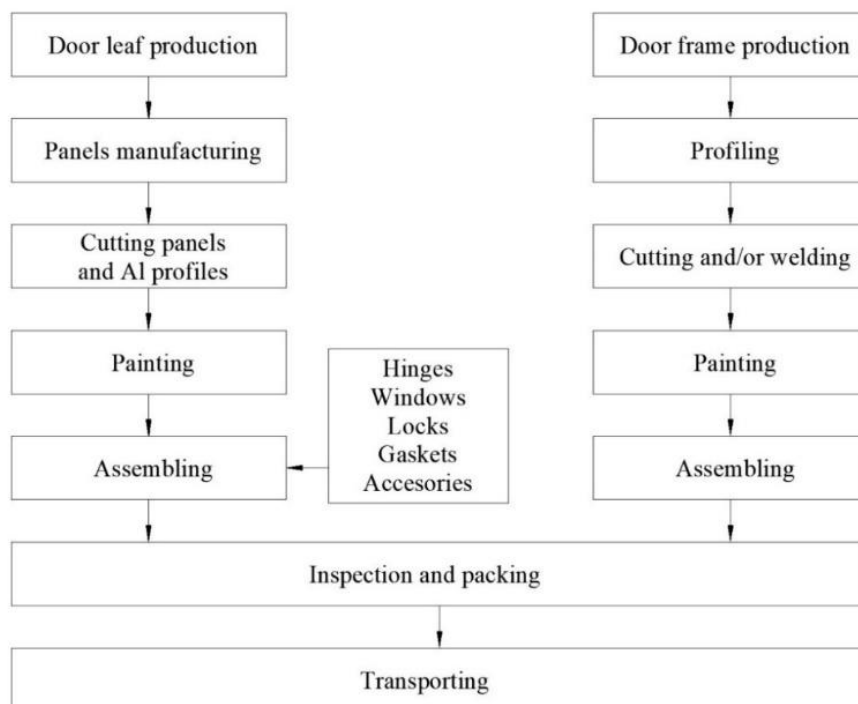 Door leaf production
Door frame production
Panels manufacturing
Profiling
Cutting panels
and Al profiles
Cutting and/or welding
Painting
Hinges
Windows
Locks
Gaskets
Accesories
Painting
Assembling
Assembling
Inspection and packing
Transporting